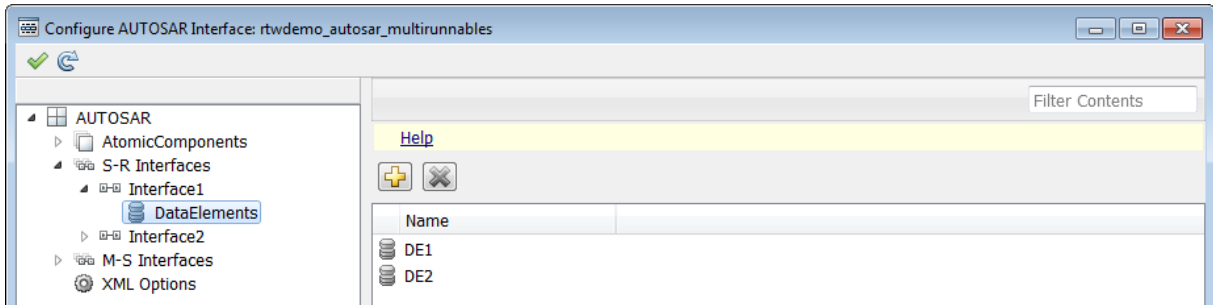 Configure AUTOSAR Interface: rtwdemo_autosar_multirunnables
Filter Contents
AUTOSAR
AtomicComponents
S-R Interfaces
Interface1
DataElements
Interface2
M-S Interfaces
XML Options
Help
Name
DE1
DE2